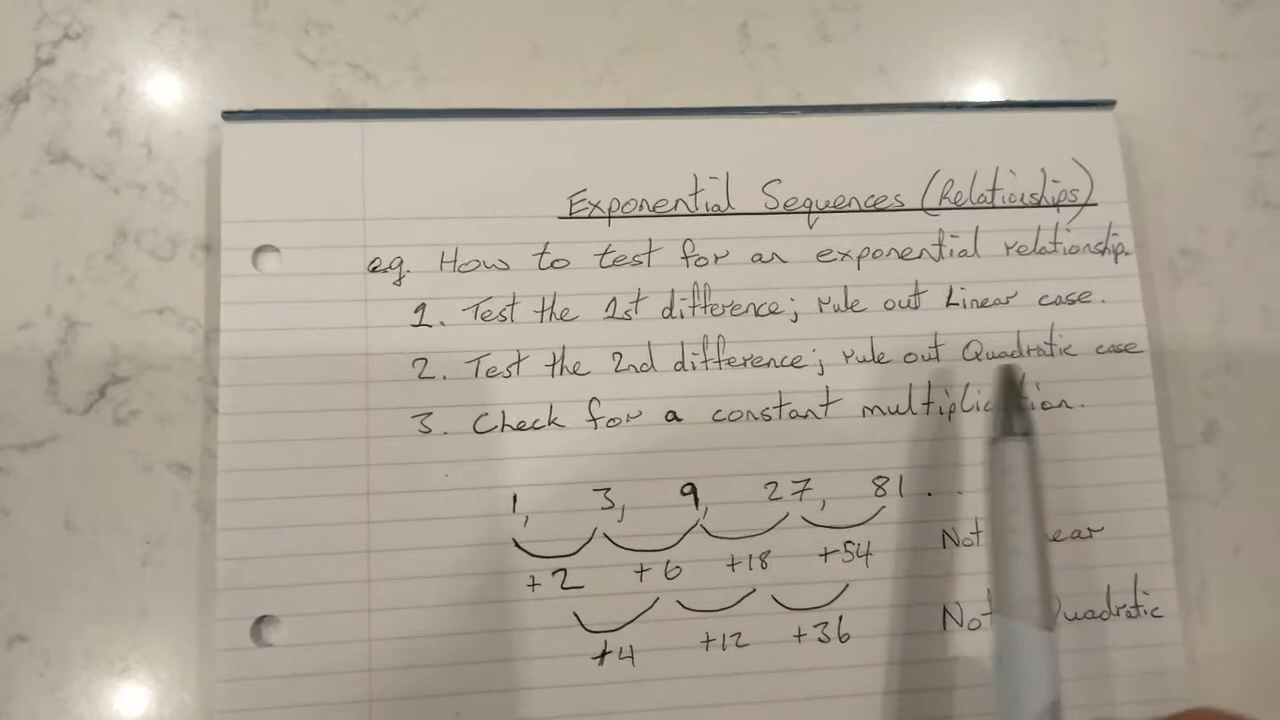 Exponential Sequences (Relationships)
eg. How to test for an exponential relationship.
1. Test the 1st difference; rule out Linear case.
2. Test the 2nd difference; rule out Quadratic case
3. Check for a constant
1, 3, 9, 27, 81 . . .
Not
+2 +6 +18 +54
Not Quadratic
+4 +12 +36